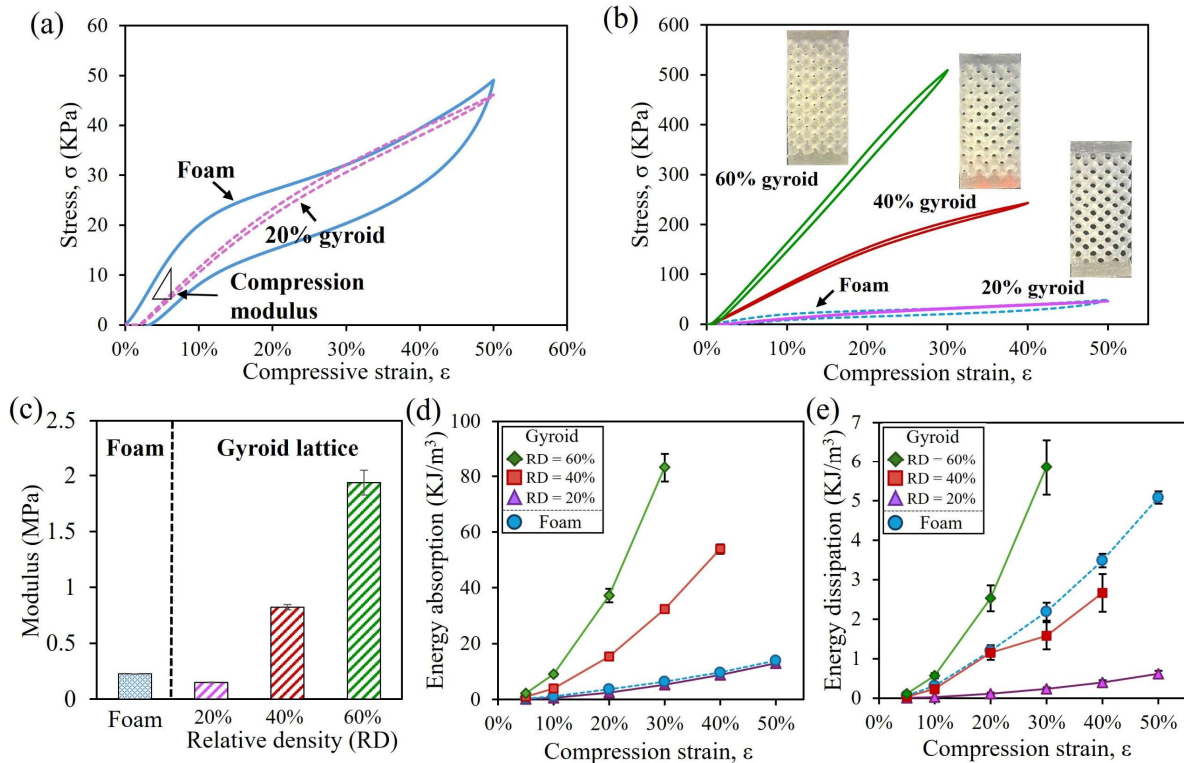 (a)
60
50
40
30
20
10
0
Stress, σ (KPa)
Foam
20% gyroid
Compression
modulus
0%
10%
20%
30%
40%
50%
60%
Compressive strain, ε
(b)
600
500
400
300
200
100
0
Stress, σ (KPa)
60% gyroid
40% gyroid
Foam
20% gyroid
0%
10%
20%
30%
40%
50%
Compression strain, ε
(c)
2.5
2
1.5
1
0.5
0
Modulus (MPa)
Foam
Gyroid lattice
Foam
20%
40%
60%
Relative density (RD)
(d)
100
80
60
40
20
0
Energy absorption (KJ/m³)
Gyroid
RD = 60%
RD = 40%
RD = 20%
Foam
0%
10%
20%
30%
40%
50%
Compression strain, ε
(e)
7
6
5
4
3
2
1
0
Energy dissipation (KJ/m³)
Gyroid
RD = 60%
RD = 40%
RD = 20%
Foam
0%
10%
20%
30%
40%
50%
Compression strain, ε